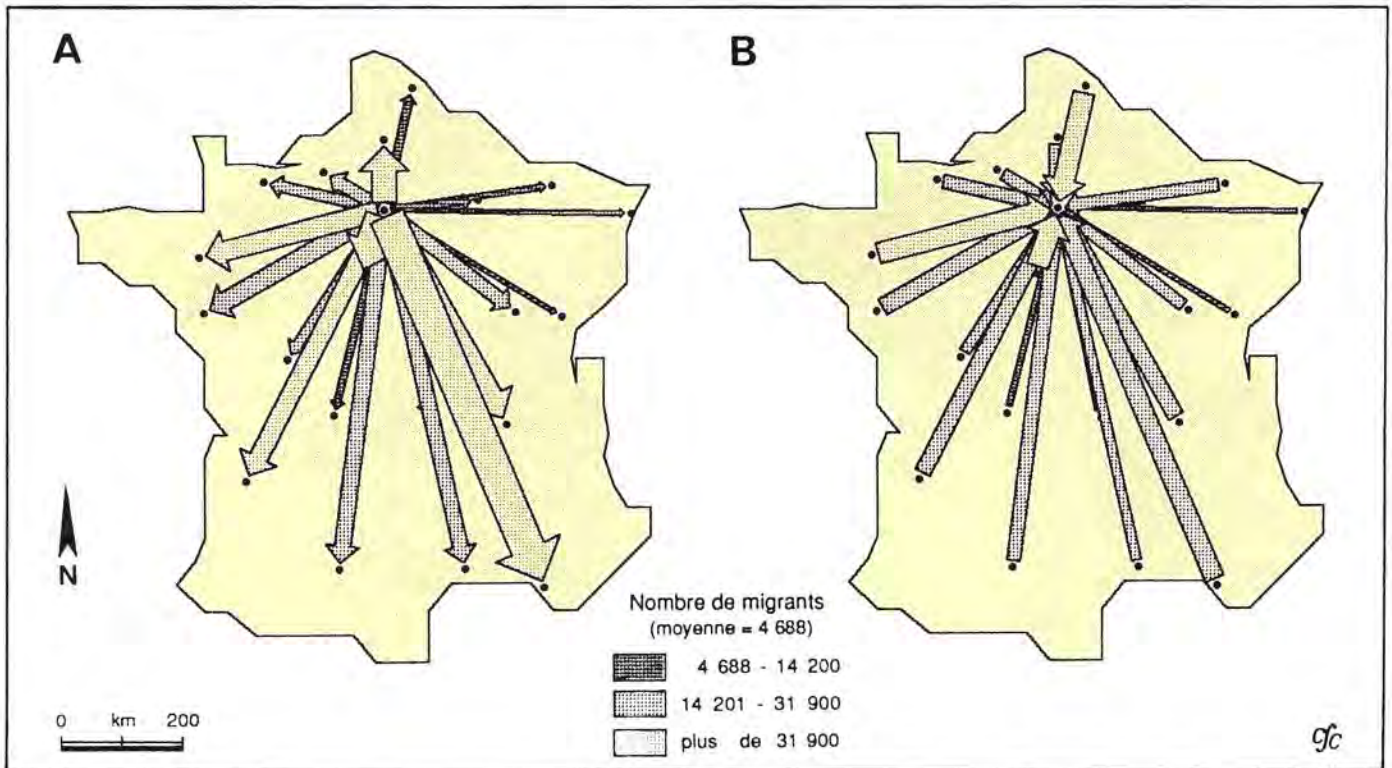 A
B
N
0 km 200
Nombre de migrants
(moyenne = 4 688)
4 688 - 14 200
14 201 - 31 900
plus de 31 900
cfc